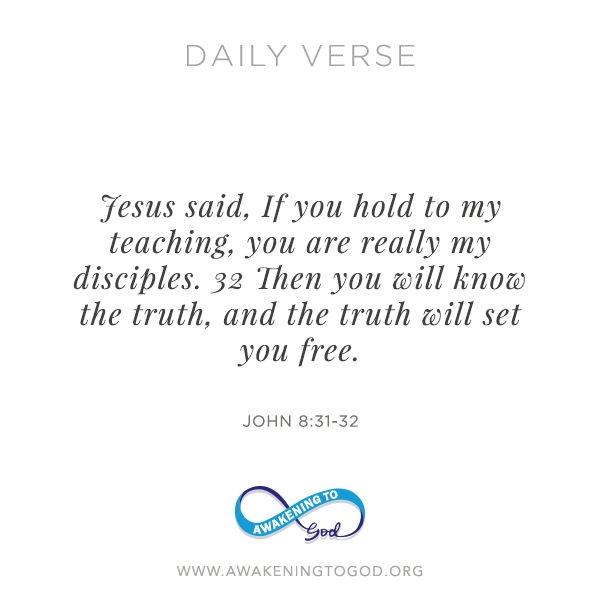 DAILY VERSE
Jesus said, If you hold to my
teaching, you are really my
disciples. 32 Then you will know
the truth, and the truth will set
you free.
JOHN 8:31-32
AWAKENING TO
God
WWW.AWAKENINGTOGOD.ORG